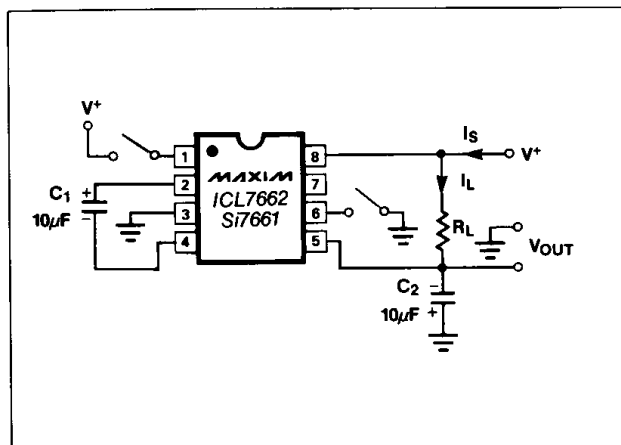 V+
1
2
3
4
8
7
6
5
MAXIM
ICL7662
Si7661
C1
+
10μF
−
IS
V+
IL
RL
VOUT
C2
−
10μF
+